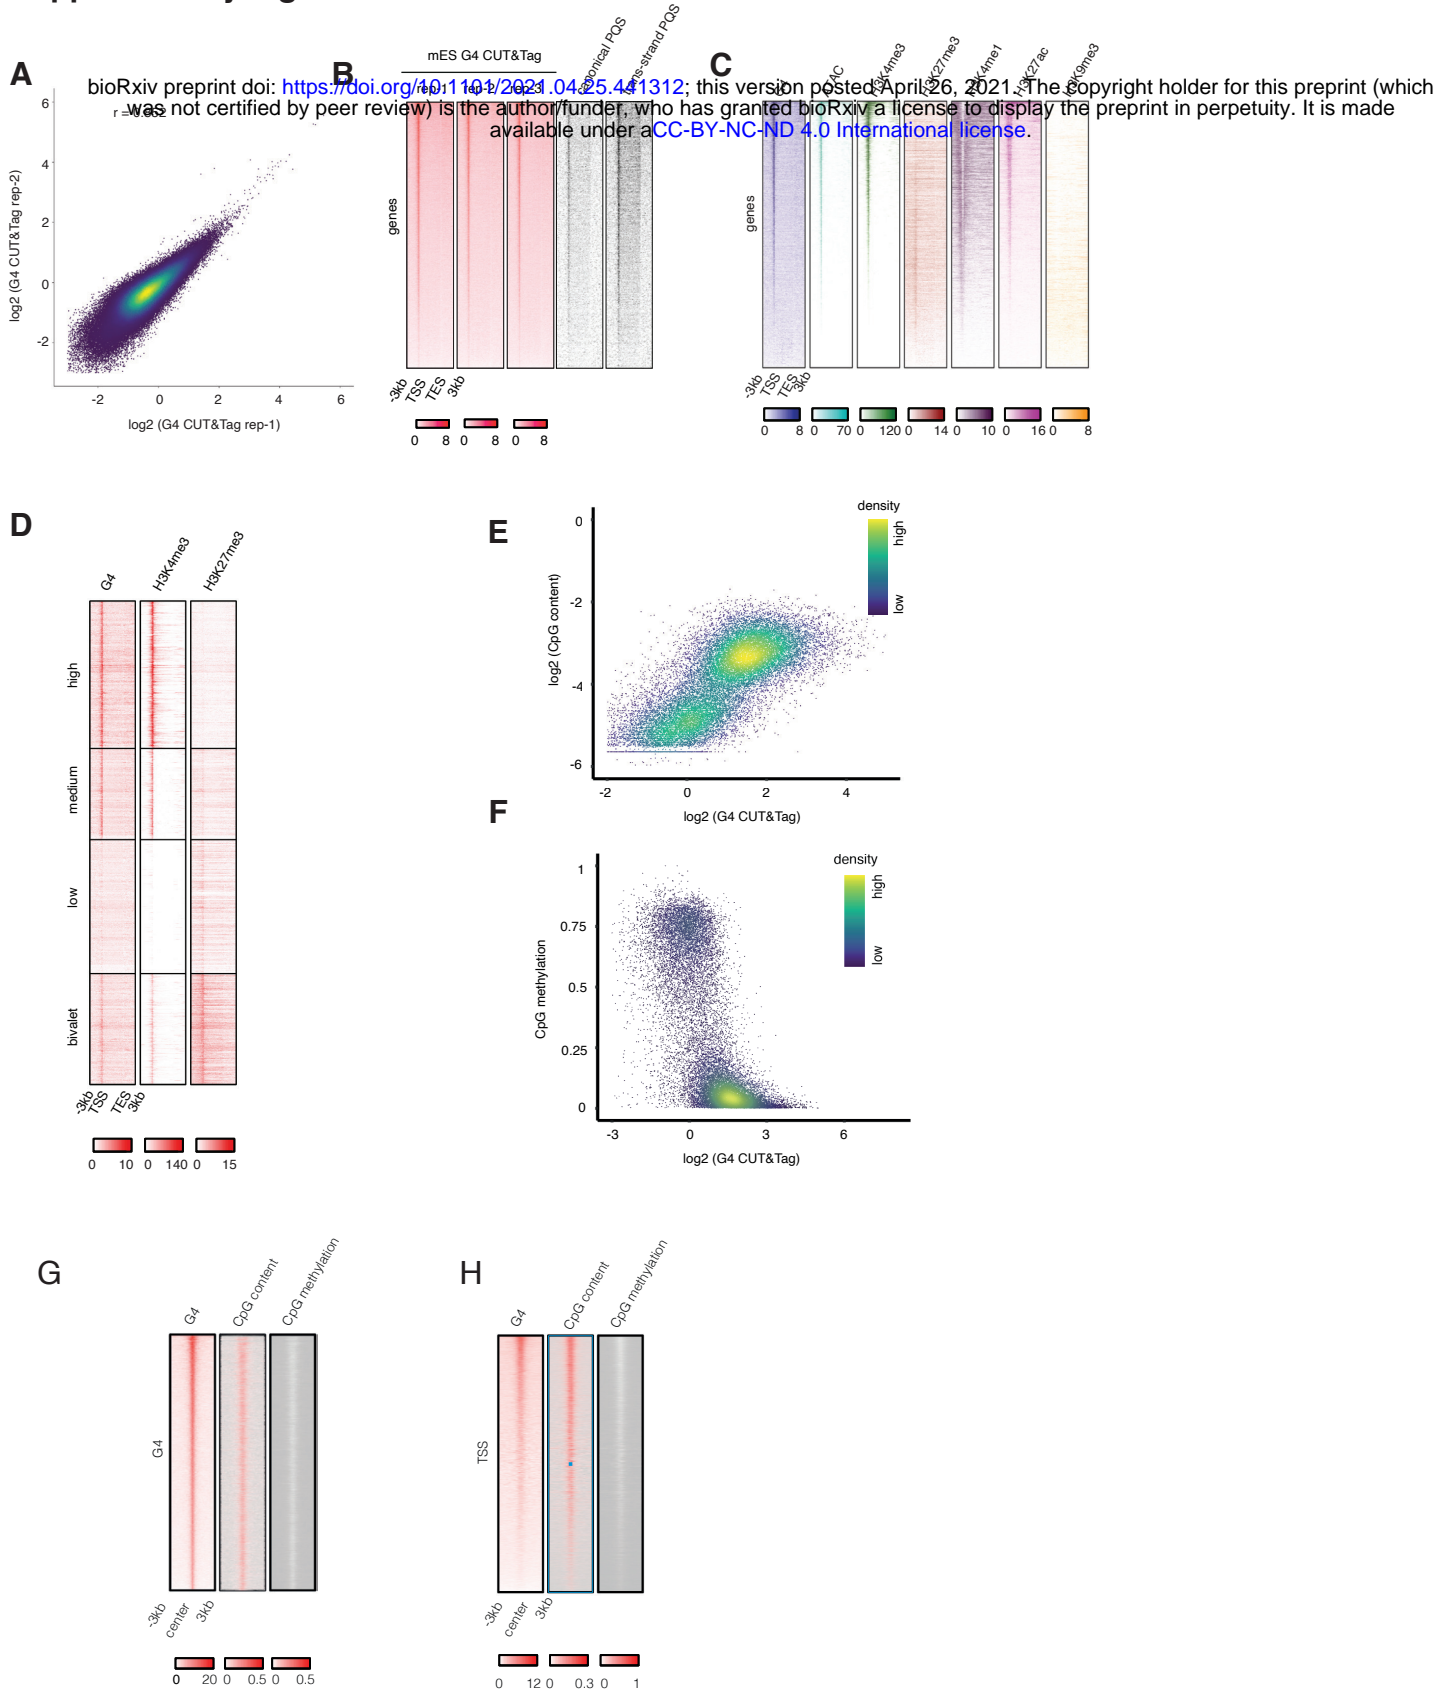 A
B
C
mES G4 CUT&Tag
PQS
PQS
rep-1 rep-2 rep-3
H3K4me3
H3K27me3
H3K27ac
H3K9me3
bioRxiv preprint doi: https://doi.org/10.1101/2021.04.25.441312; this version posted April 26, 2021. The copyright holder for this preprint (which
was not certified by peer review) is the author/funder, who has granted bioRxiv a license to display the preprint in perpetuity. It is made
available under aCC-BY-NC-ND 4.0 International license.
6
4
2
0
-2
log2 (G4 CUT&Tag rep-2)
-2 0 2 4 6
log2 (G4 CUT&Tag rep-1)
genes
-3kb TSS TES 3kb
0 8 0 8 0 8
genes
-3kb TSS TES 3kb
0 8 0 70 0 120 0 14 0 10 0 16 0 8
D
G4 H3K4me3 H3K27me3
high
medium
low
bivalet
-3kb TSS TES 3kb
0 10 0 140 0 15
E
density
high
low
0
-2
-4
-6
log2 (CpG content)
-2 0 2 4
log2 (G4 CUT&Tag)
F
density
high
low
1
0.75
0.5
0.25
0
CpG methylation
-3 0 3 6
log2 (G4 CUT&Tag)
G
G4 CpG content CpG methylation
G4
-3kb center 3kb
0 20 0 0.5 0 0.5
H
G4 CpG content CpG methylation
TSS
-3kb center 3kb
0 12 0 0.3 0 1